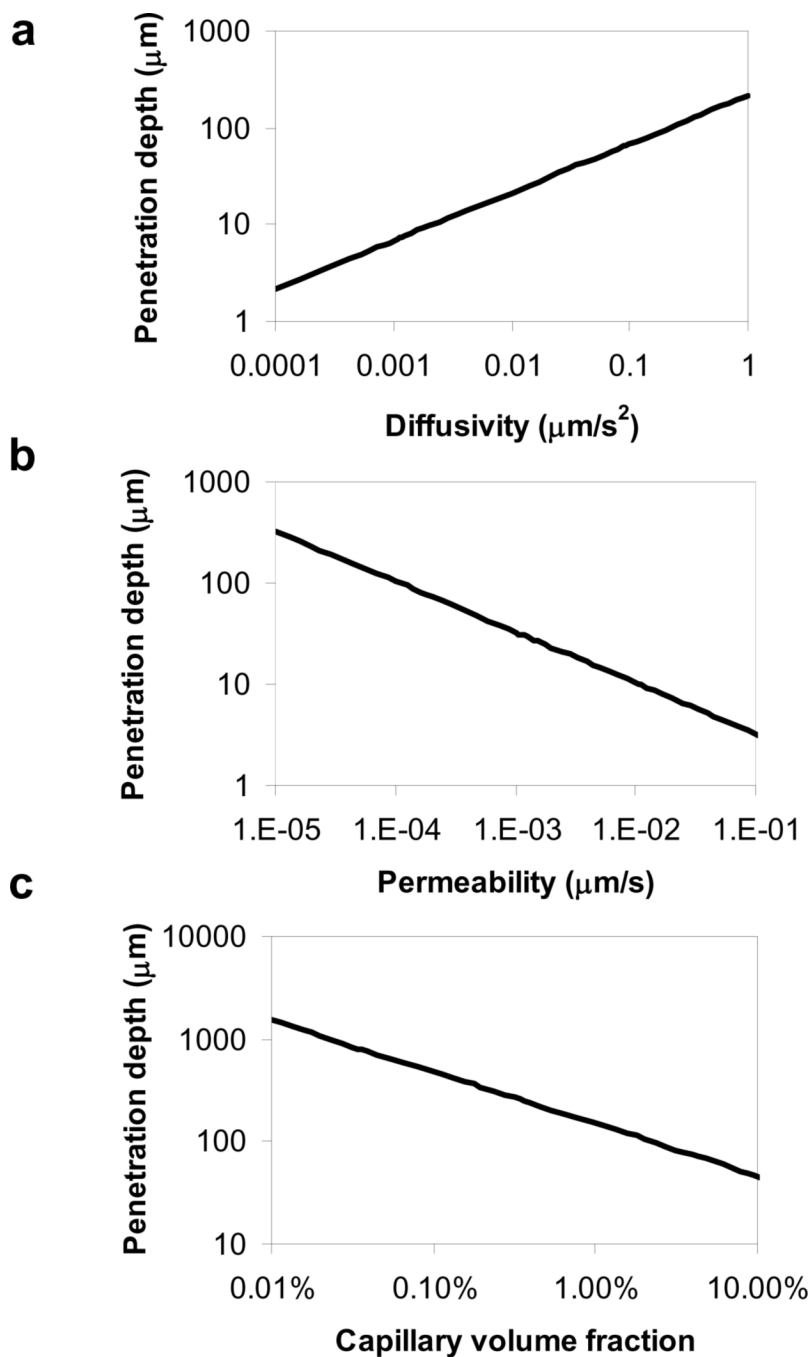 a
Penetration depth (μm)
1000
100
10
1
0.0001 0.001 0.01 0.1 1
Diffusivity (μm/s²)
b
Penetration depth (μm)
1000
100
10
1
1.E-05 1.E-04 1.E-03 1.E-02 1.E-01
Permeability (μm/s)
c
Penetration depth (μm)
10000
1000
100
10
0.01% 0.10% 1.00% 10.00%
Capillary volume fraction